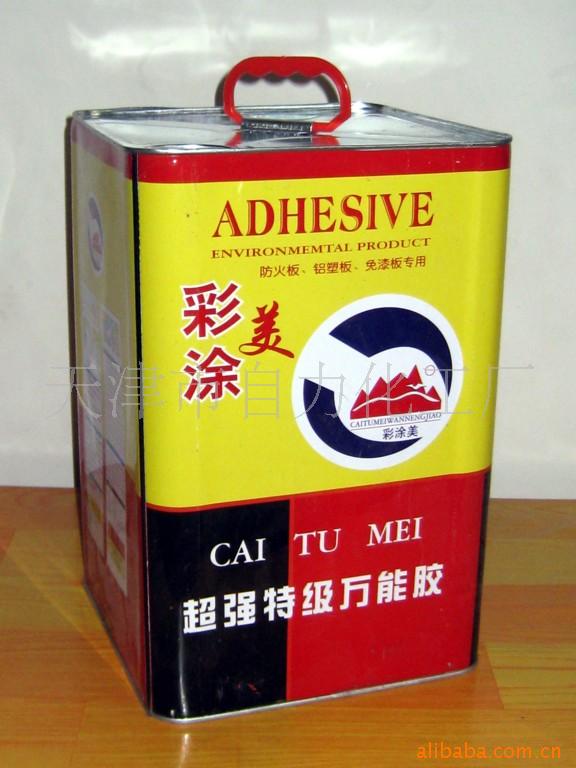 ADHESIVE
ENVIRONMEMTAL PRODUCT
防火板、铝塑板、免漆板专用
彩涂美
CAITUMEIWANNENGJIAO
彩涂美
天津市自力化工厂
CAI TU MEI
超强特级万能胶
alibaba.com.cn